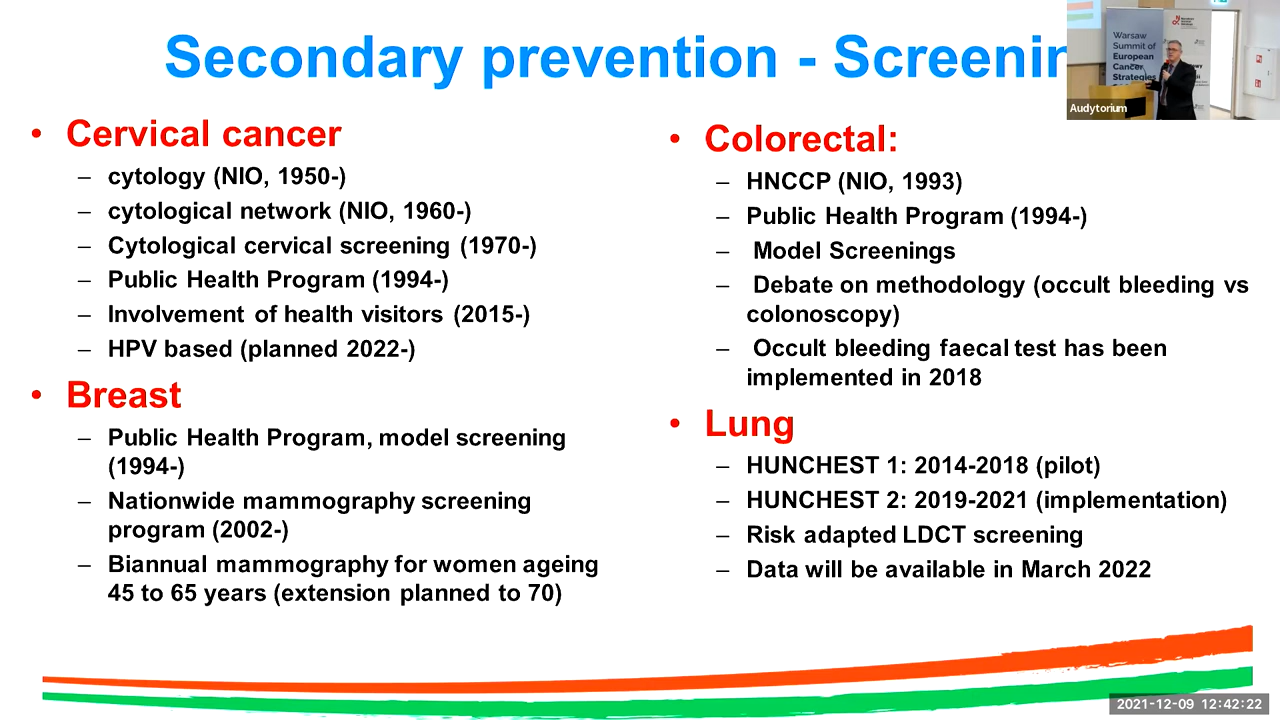 Secondary prevention - Screenin
• Cervical cancer
– cytology (NIO, 1950-)
– cytological network (NIO, 1960-)
– Cytological cervical screening (1970-)
– Public Health Program (1994-)
– Involvement of health visitors (2015-)
– HPV based (planned 2022-)
• Breast
– Public Health Program, model screening
(1994-)
– Nationwide mammography screening
program (2002-)
– Biannual mammography for women ageing
45 to 65 years (extension planned to 70)
• Colorectal:
– HNCCP (NIO, 1993)
– Public Health Program (1994-)
– Model Screenings
– Debate on methodology (occult bleeding vs
colonoscopy)
– Occult bleeding faecal test has been
implemented in 2018
• Lung
– HUNCHEST 1: 2014-2018 (pilot)
– HUNCHEST 2: 2019-2021 (implementation)
– Risk adapted LDCT screening
– Data will be available in March 2022
Warsaw
Summit of
European
Cancer
Strategies
Audytorium
2021-12-09 12:42:22